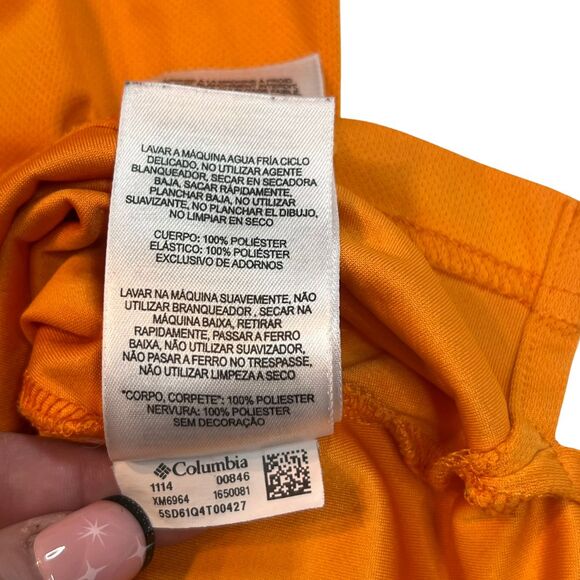 LAVAR A MÁQUINA AGUA FRÍA CICLO
DELICADO, NO UTILIZAR AGENTE
BLANQUEADOR, SECAR EN SECADORA
BAJA, SACAR RÁPIDAMENTE,
PLANCHAR BAJA, NO UTILIZAR
SUAVIZANTE, NO PLANCHAR EL DIBUJO,
NO LIMPIAR EN SECO
CUERPO: 100% POLIÉSTER
ELÁSTICO: 100% POLIÉSTER
EXCLUSIVO DE ADORNOS
LAVAR NA MÁQUINA SUAVEMENTE, NÃO
UTILIZAR BRANQUEADOR , SECAR NA
MÁQUINA BAIXA, RETIRAR
RAPIDAMENTE, PASSAR A FERRO
BAIXA, NÃO UTILIZAR SUAVIZADOR,
NÃO PASAR A FERRO NO TRESPASSE,
NÃO UTILIZAR LIMPEZA A SECO
"CORPO, CORPETE": 100% POLIESTER
NERVURA: 100% POLIESTER
SEM DECORAÇÃO
Columbia
1114 00846
XM6964 1650081
5SD61Q4T00427